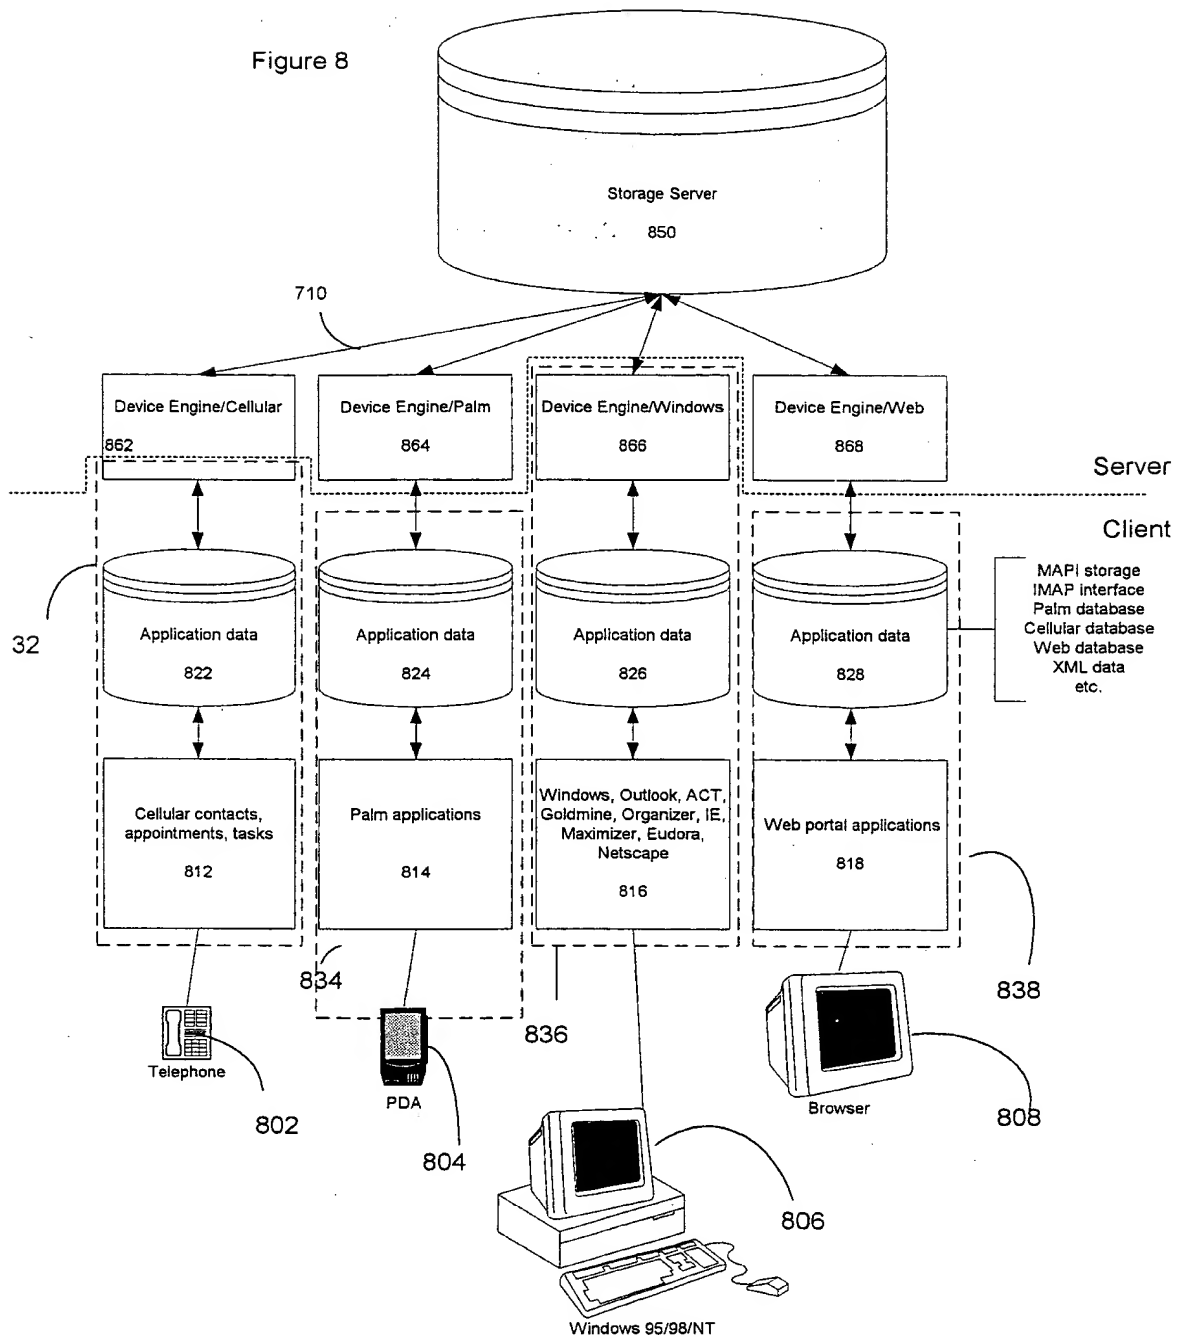 Figure 8
Storage Server
850
710
Device Engine/Cellular
862
Device Engine/Palm
864
Device Engine/Windows
866
Device Engine/Web
868
Server
Client
32
Application data
822
Application data
824
Application data
826
Application data
828
MAPI storage
IMAP interface
Palm database
Cellular database
Web database
XML data
etc.
Cellular contacts,
appointments, tasks
812
Palm applications
814
Windows, Outlook, ACT,
Goldmine, Organizer, IE,
Maximizer, Eudora,
Netscape
816
Web portal applications
818
834
836
838
Telephone
802
PDA
804
806
Browser
808
Windows 95/98/NT